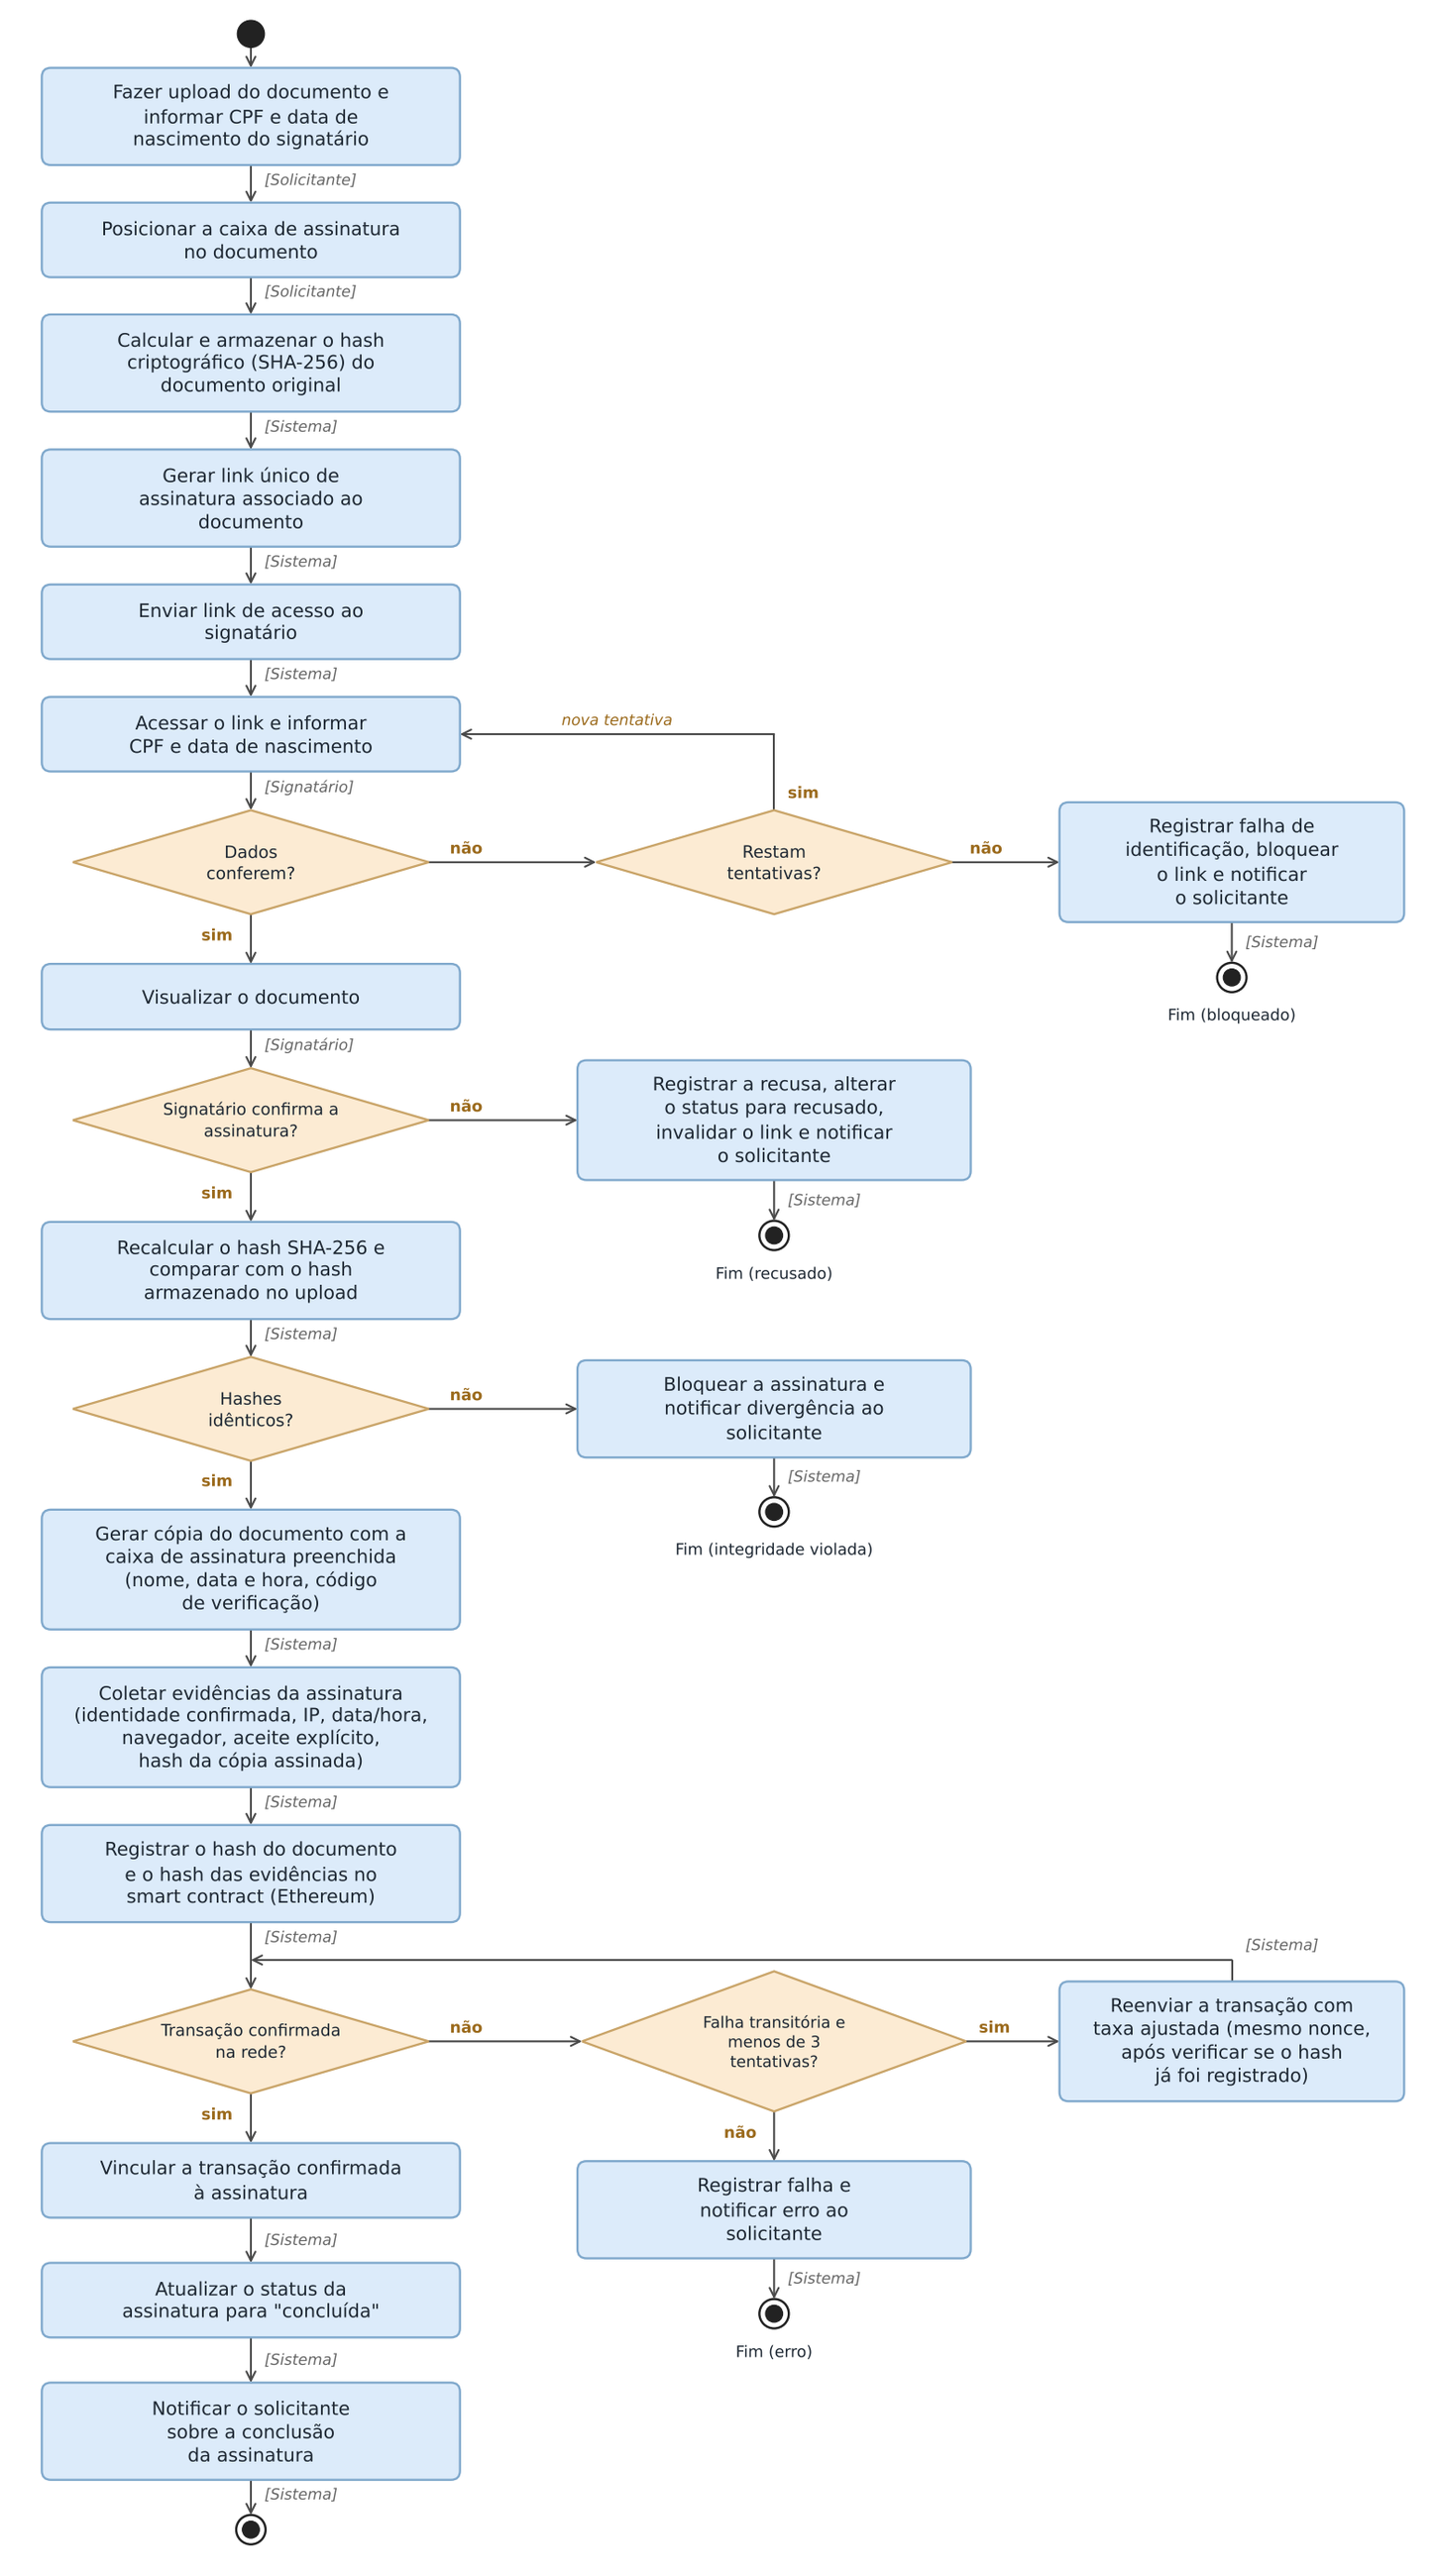 Fazer upload do documento e
informar CPF e data de
nascimento do signatário
[Solicitante]
Posicionar a caixa de assinatura
no documento
[Solicitante]
Calcular e armazenar o hash
criptográfico (SHA-256) do
documento original
[Sistema]
Gerar link único de
assinatura associado ao
documento
[Sistema]
Enviar link de acesso ao
signatário
[Sistema]
Acessar o link e informar
CPF e data de nascimento
nova tentativa
[Signatário]
sim
Dados
conferem?
não
Restam
tentativas?
não
Registrar falha de
identificação, bloquear
o link e notificar
o solicitante
[Sistema]
Fim (bloqueado)
sim
Visualizar o documento
[Signatário]
Signatário confirma a
assinatura?
não
Registrar a recusa, alterar
o status para recusado,
invalidar o link e notificar
o solicitante
[Sistema]
Fim (recusado)
sim
Recalcular o hash SHA-256 e
comparar com o hash
armazenado no upload
[Sistema]
Hashes
idênticos?
não
Bloquear a assinatura e
notificar divergência ao
solicitante
[Sistema]
Fim (integridade violada)
sim
Gerar cópia do documento com a
caixa de assinatura preenchida
(nome, data e hora, código
de verificação)
[Sistema]
Coletar evidências da assinatura
(identidade confirmada, IP, data/hora,
navegador, aceite explícito,
hash da cópia assinada)
[Sistema]
Registrar o hash do documento
e o hash das evidências no
smart contract (Ethereum)
[Sistema]
[Sistema]
Transação confirmada
na rede?
não
Falha transitória e
menos de 3
tentativas?
sim
Reenviar a transação com
taxa ajustada (mesmo nonce,
após verificar se o hash
já foi registrado)
sim
não
Vincular a transação confirmada
à assinatura
Registrar falha e
notificar erro ao
solicitante
[Sistema]
[Sistema]
Fim (erro)
Atualizar o status da
assinatura para "concluída"
[Sistema]
Notificar o solicitante
sobre a conclusão
da assinatura
[Sistema]